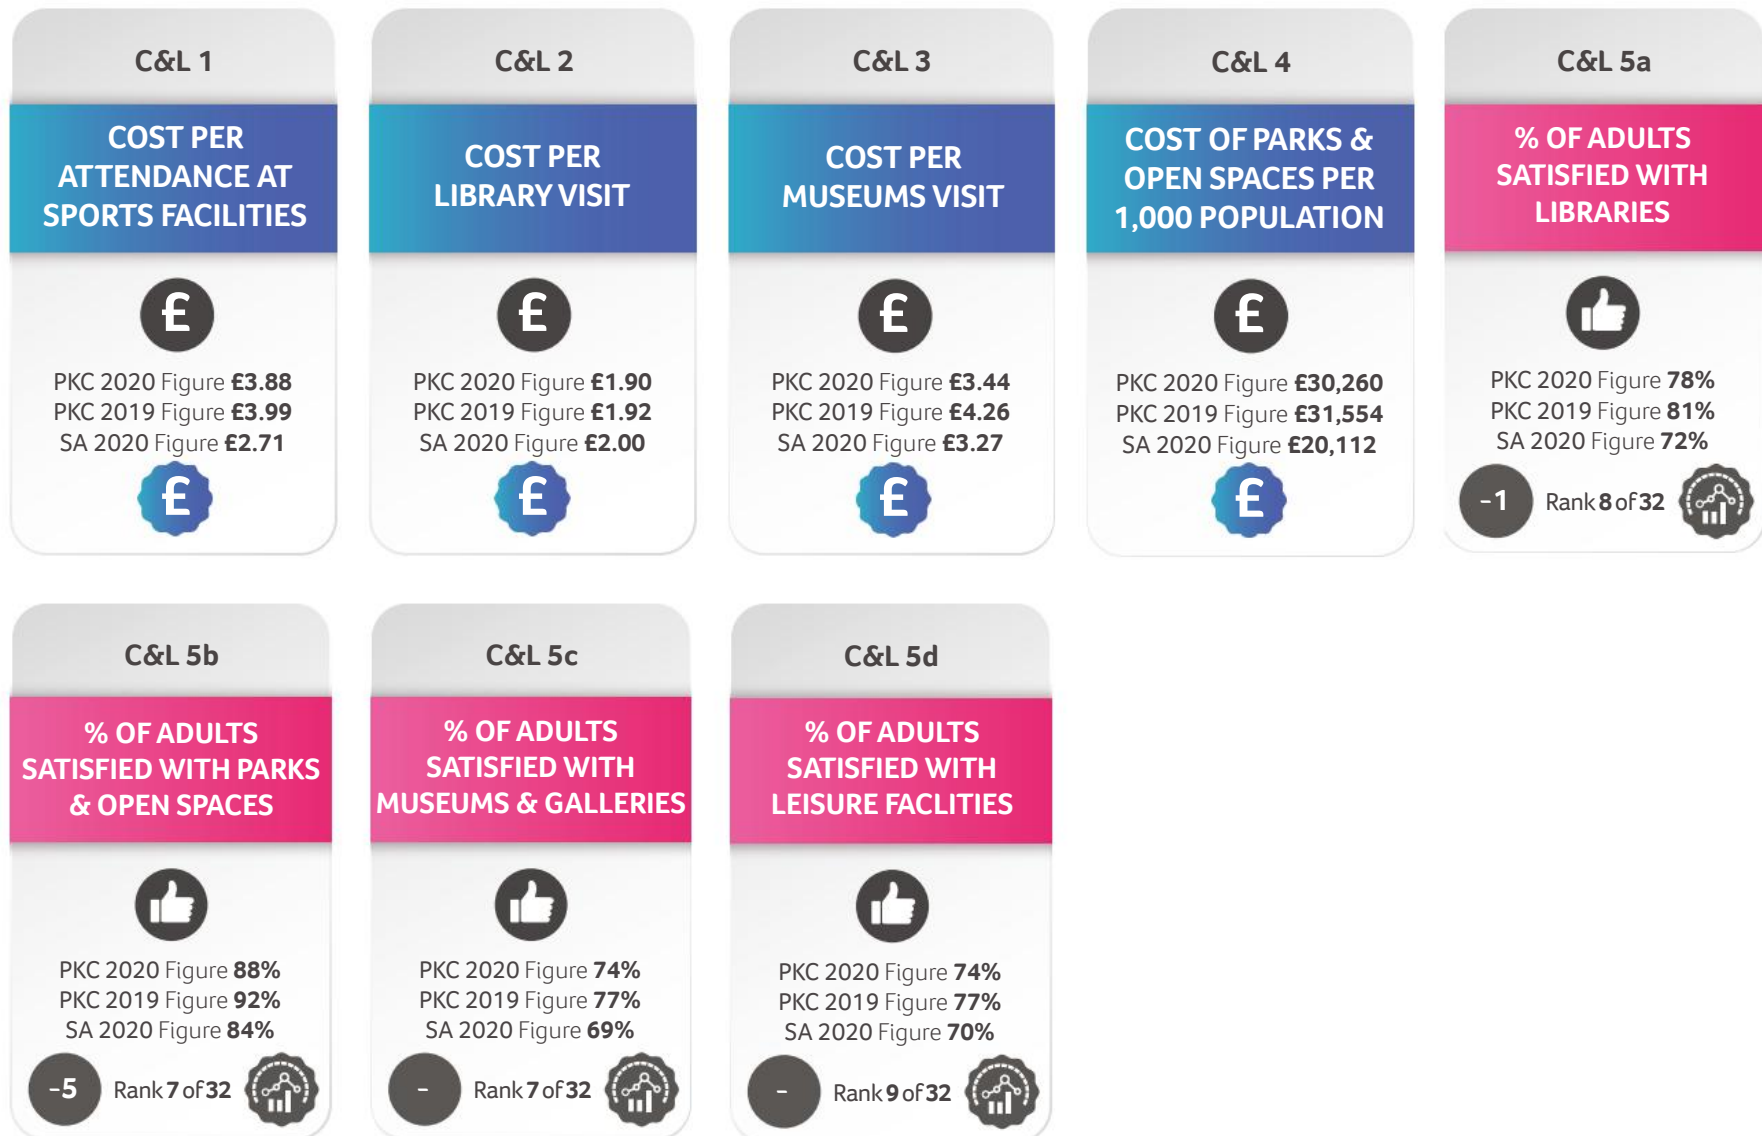 C&L 1
COST PER
ATTENDANCE AT
SPORTS FACILITIES
£
PKC 2020 Figure £3.88
PKC 2019 Figure £3.99
SA 2020 Figure £2.71
£
C&L 2
COST PER
LIBRARY VISIT
£
PKC 2020 Figure £1.90
PKC 2019 Figure £1.92
SA 2020 Figure £2.00
£
C&L 3
COST PER
MUSEUMS VISIT
£
PKC 2020 Figure £3.44
PKC 2019 Figure £4.26
SA 2020 Figure £3.27
£
C&L 4
COST OF PARKS &
OPEN SPACES PER
1,000 POPULATION
£
PKC 2020 Figure £30,260
PKC 2019 Figure £31,554
SA 2020 Figure £20,112
£
C&L 5a
% OF ADULTS
SATISFIED WITH
LIBRARIES
PKC 2020 Figure 78%
PKC 2019 Figure 81%
SA 2020 Figure 72%
-1 Rank 8 of 32
C&L 5b
% OF ADULTS
SATISFIED WITH PARKS
& OPEN SPACES
PKC 2020 Figure 88%
PKC 2019 Figure 92%
SA 2020 Figure 84%
-5 Rank 7 of 32
C&L 5c
% OF ADULTS
SATISFIED WITH
MUSEUMS & GALLERIES
PKC 2020 Figure 74%
PKC 2019 Figure 77%
SA 2020 Figure 69%
- Rank 7 of 32
C&L 5d
% OF ADULTS
SATISFIED WITH
LEISURE FACLITIES
PKC 2020 Figure 74%
PKC 2019 Figure 77%
SA 2020 Figure 70%
- Rank 9 of 32